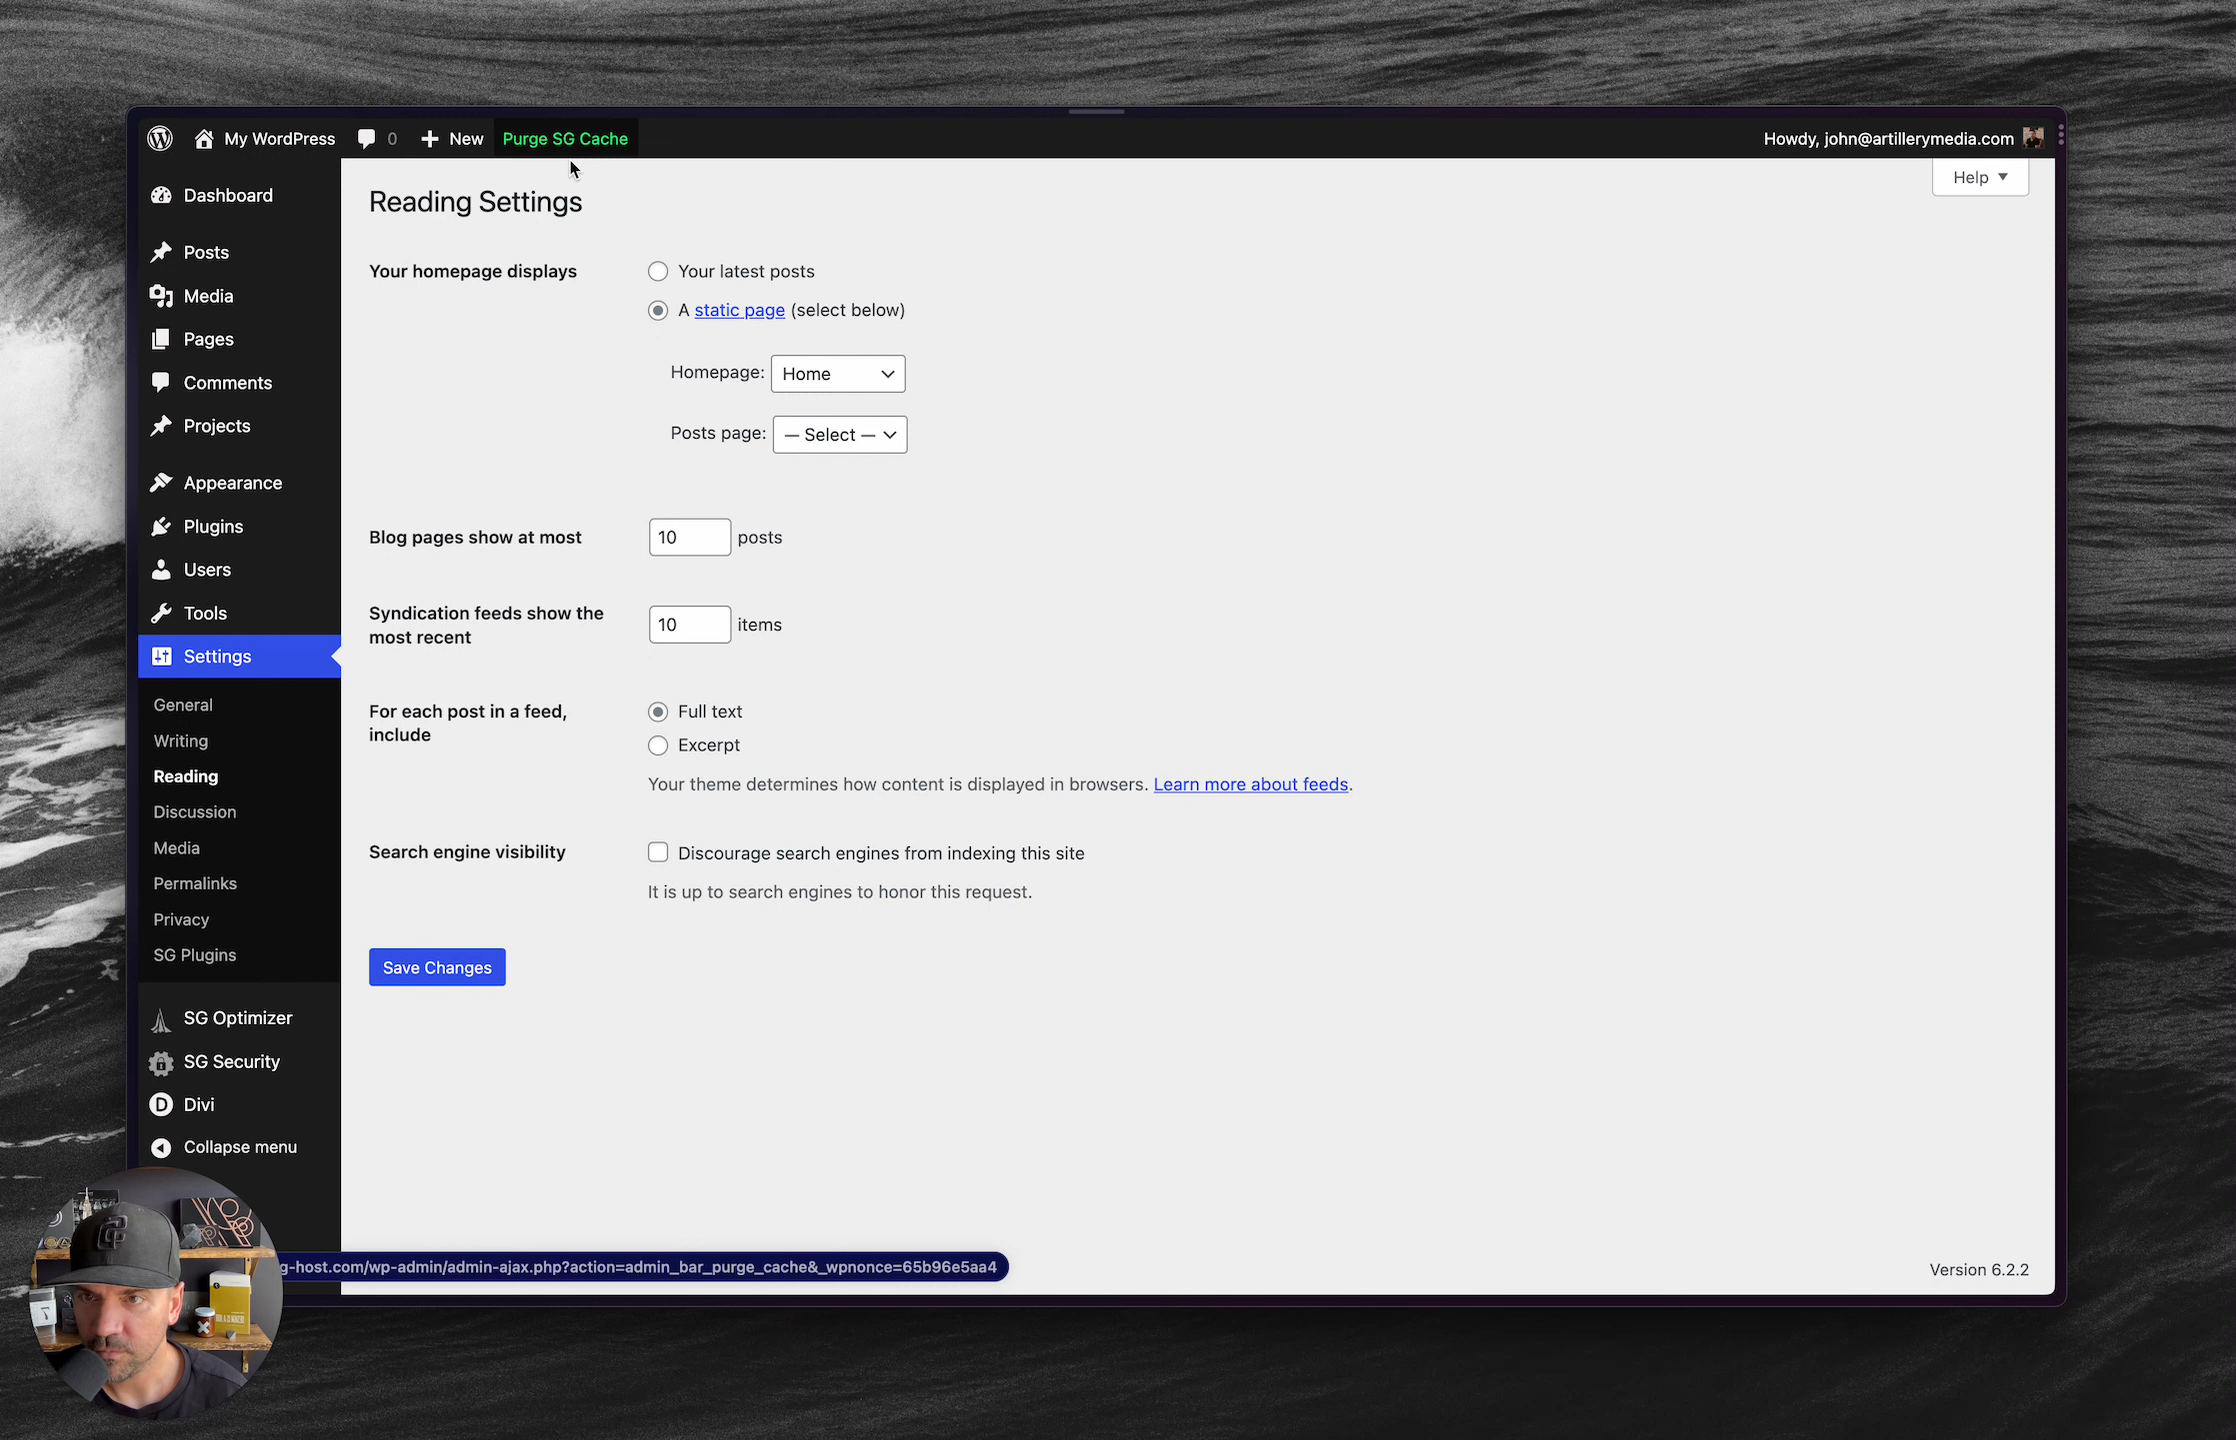 My WordPress 0 New Purge SG Cache Howdy, john@artillerymedia.com
Help
Dashboard
Posts
Media
Pages
Comments
Projects
Appearance
Plugins
Users
Tools
Settings
General
Writing
Reading
Discussion
Media
Permalinks
Privacy
SG Plugins
SG Optimizer
SG Security
Divi
Collapse menu
Reading Settings
Your homepage displays
Your latest posts
A static page (select below)
Homepage: Home
Posts page: — Select —
Blog pages show at most 10 posts
Syndication feeds show the
most recent
10 items
For each post in a feed,
include
Full text
Excerpt
Your theme determines how content is displayed in browsers. Learn more about feeds.
Search engine visibility
Discourage search engines from indexing this site
It is up to search engines to honor this request.
Save Changes
g-host.com/wp-admin/admin-ajax.php?action=admin_bar_purge_cache&_wpnonce=65b96e5aa4
Version 6.2.2